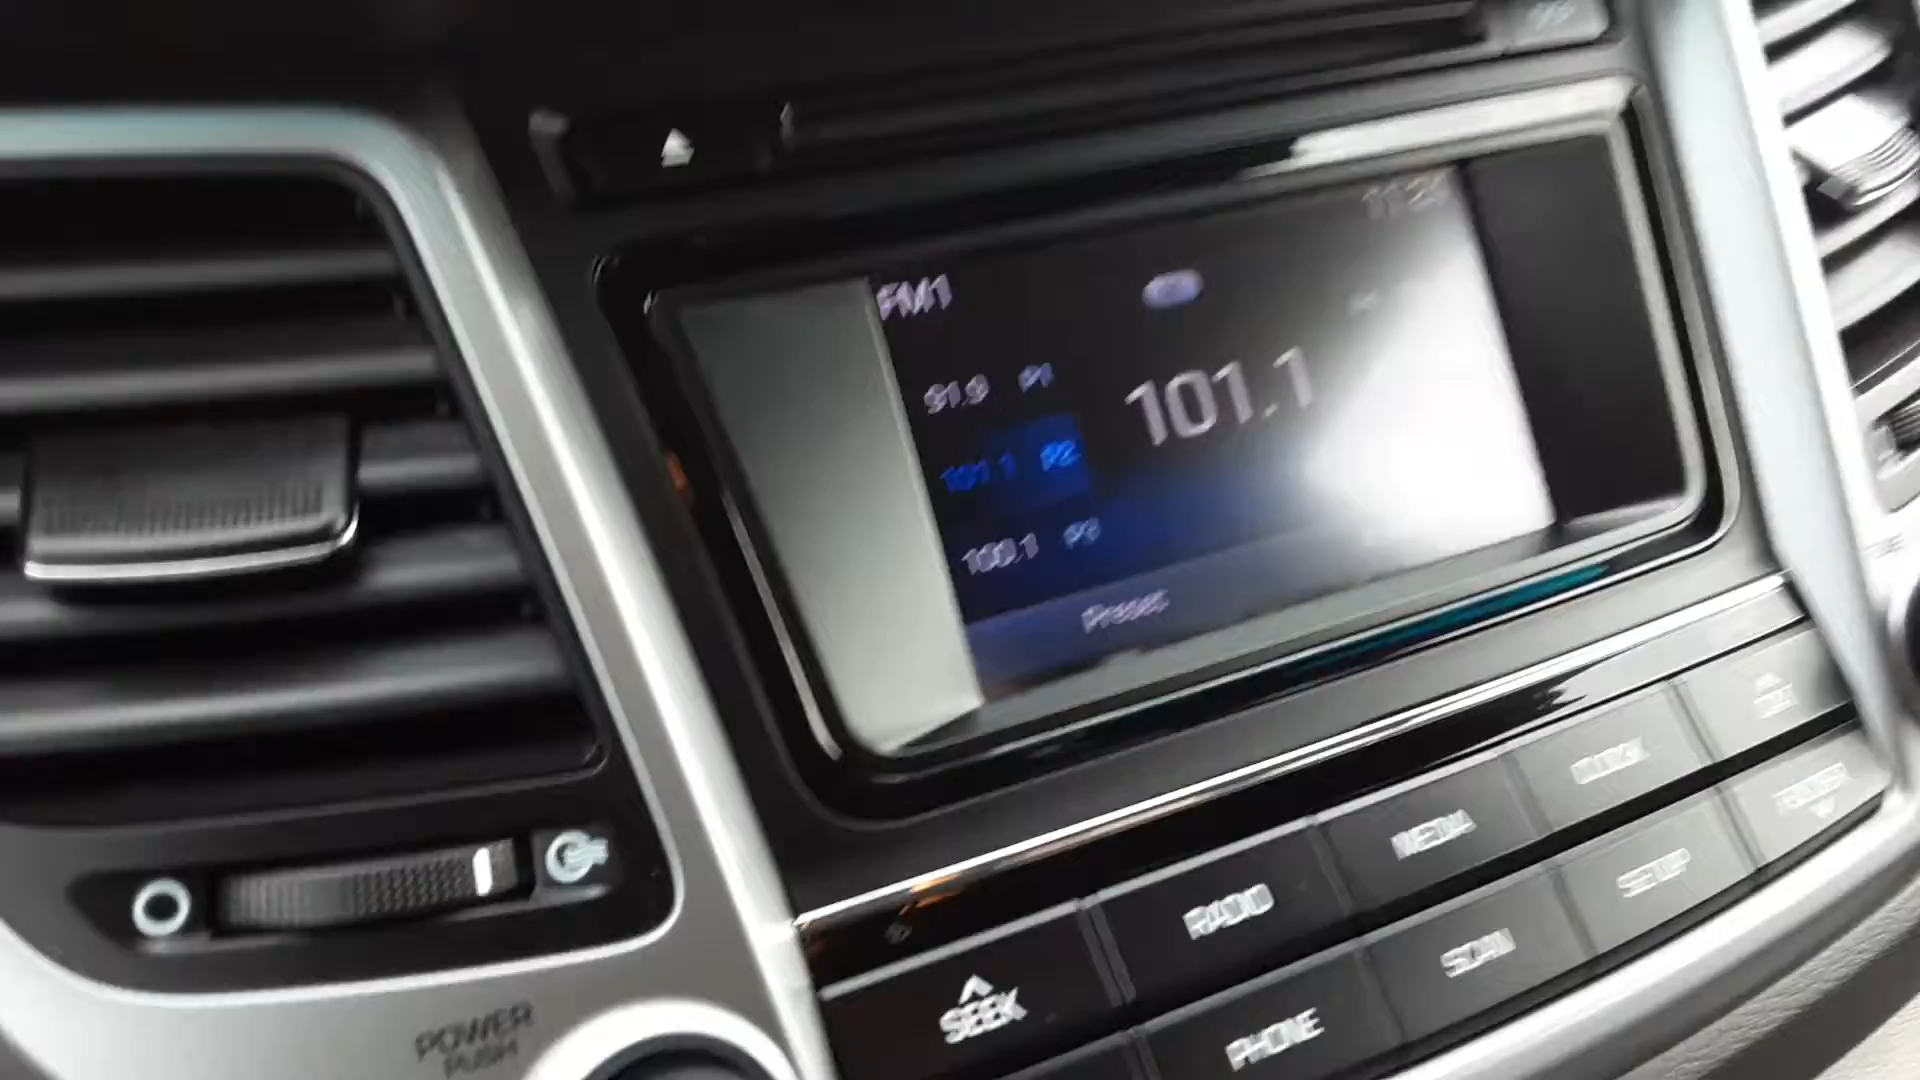 FM1
91.9 P1
101.1
101.1 P2
100.1 P3
Preset
RADIO
MEDIA
SEEK
PHONE
SCAN
SETUP
POWER
PUSH